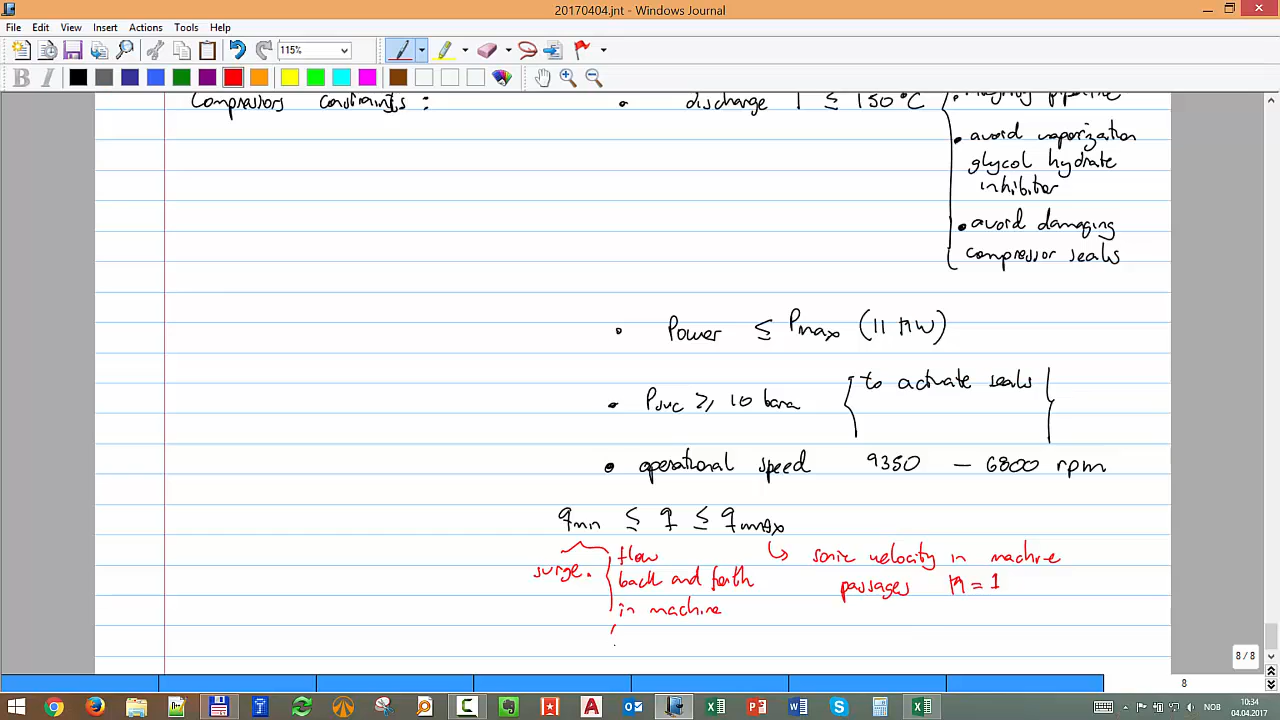 20170404.jnt - Windows Journal
File Edit View Insert Actions Tools Help
115%
B I
Compressors constraints :
• discharge T ≤ 150°C
pipeline
• avoid vaporization
glycol hydrate
inhibitor
• avoid damaging
compressor seals
• Power ≤ Pmax (11 MW)
• Psuc ≥ 10 bara { to activate seals }
• operational speed 9350 - 6800 rpm
qmin ≤ q ≤ qmax
surge.
flow
back and forth
in machine
↳ sonic velocity in machine
passages M = 1
8 / 8
8
NOB
10:34
04.04.2017